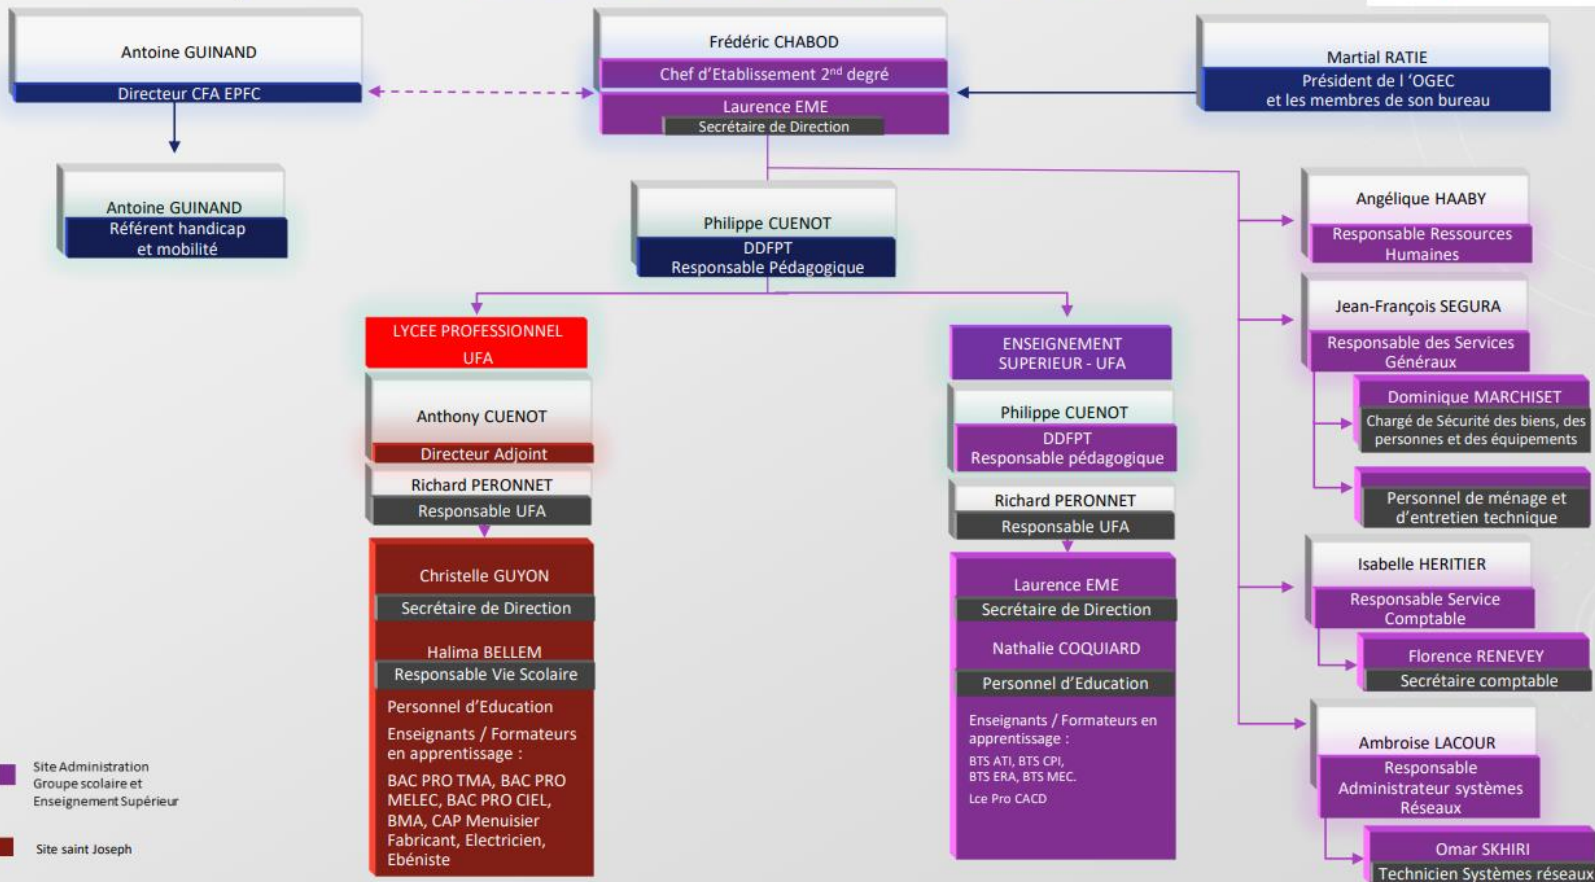 Antoine GUINAND
Directeur CFA EPFC
Frédéric CHABOD
Chef d'Etablissement 2nd degré
Laurence EME
Secrétaire de Direction
Martial RATIE
Président de l 'OGEC
et les membres de son bureau
Antoine GUINAND
Référent handicap
et mobilité
Philippe CUENOT
DDFPT
Responsable Pédagogique
LYCEE PROFESSIONNEL
UFA
Anthony CUENOT
Directeur Adjoint
Richard PERONNET
Responsable UFA
Christelle GUYON
Secrétaire de Direction
Halima BELLEM
Responsable Vie Scolaire
Personnel d'Education
Enseignants / Formateurs
en apprentissage :
BAC PRO TMA, BAC PRO
MELEC, BAC PRO CIEL,
BMA, CAP Menuisier
Fabricant, Electricien,
Ebéniste
ENSEIGNEMENT
SUPERIEUR - UFA
Philippe CUENOT
DDFPT
Responsable pédagogique
Richard PERONNET
Responsable UFA
Laurence EME
Secrétaire de Direction
Nathalie COQUIARD
Personnel d'Education
Enseignants / Formateurs en
apprentissage :
BTS ATI, BTS CPI,
BTS ERA, BTS MEC.
Lce Pro CACD
Angélique HAABY
Responsable Ressources
Humaines
Jean-François SEGURA
Responsable des Services
Généraux
Dominique MARCHISET
Chargé de Sécurité des biens, des
personnes et des équipements
Personnel de ménage et
d'entretien technique
Isabelle HERITIER
Responsable Service
Comptable
Florence RENEVEY
Secrétaire comptable
Ambroise LACOUR
Responsable
Administrateur systèmes
Réseaux
Omar SKHIRI
Technicien Systèmes réseaux
Site Administration
Groupe scolaire et
Enseignement Supérieur
Site saint Joseph